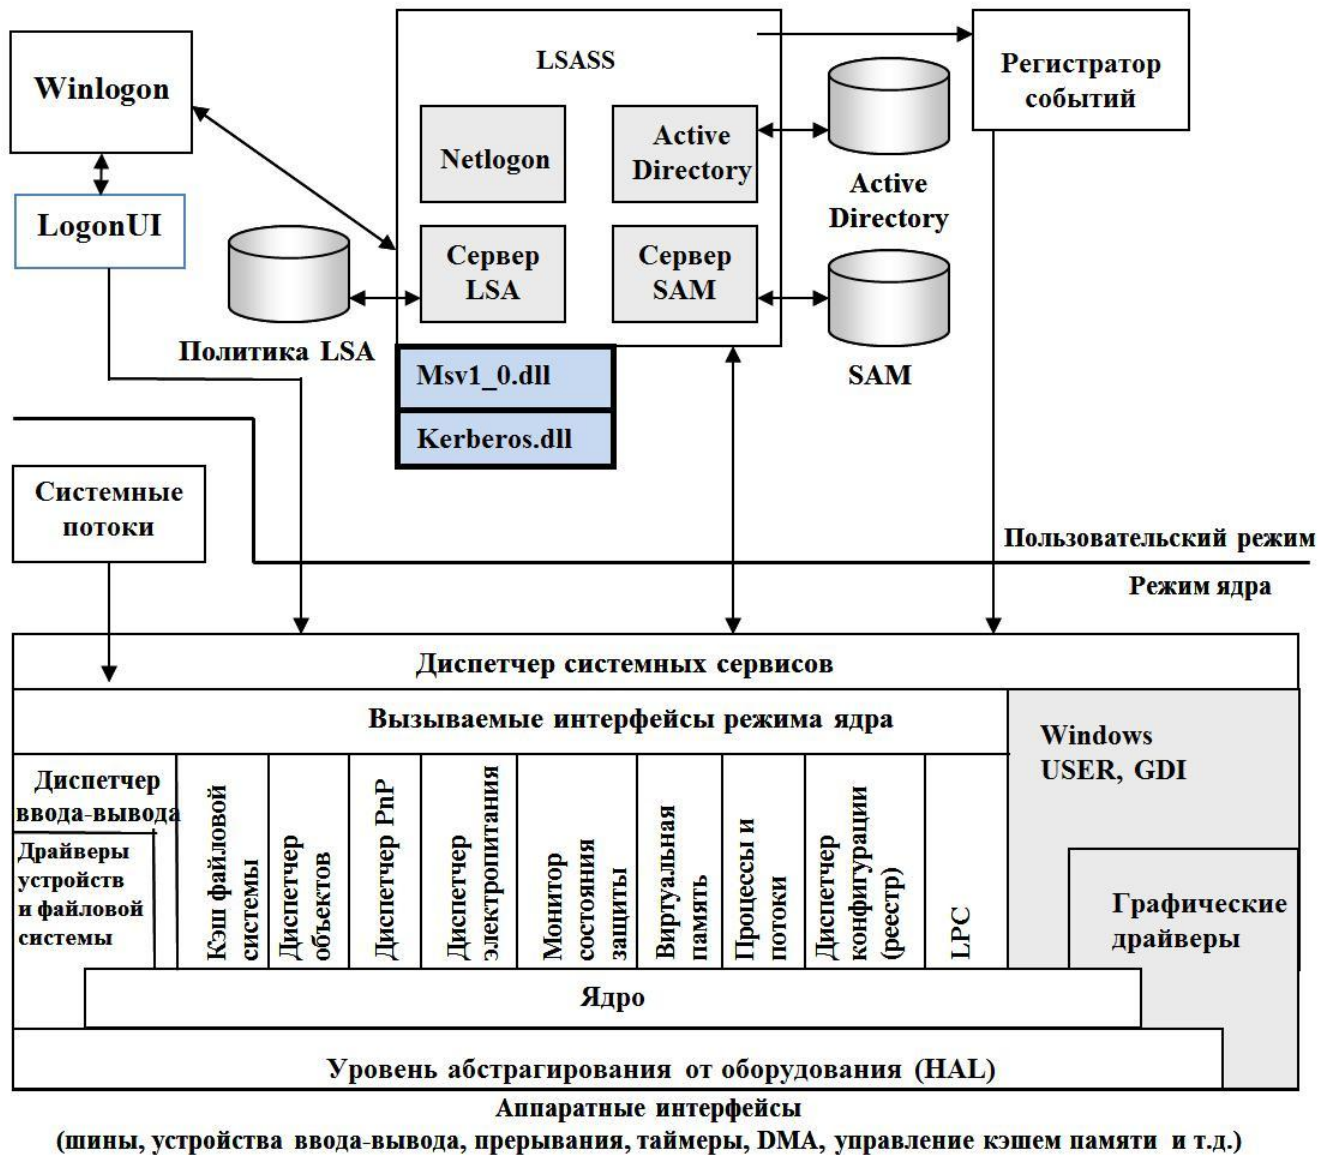 Winlogon
LogonUI
LSASS
Netlogon
Active
Directory
Сервер
LSA
Сервер
SAM
Регистратор
событий
Active
Directory
SAM
Политика LSA
Msv1_0.dll
Kerberos.dll
Системные
потоки
Пользовательский режим
Режим ядра
Диспетчер системных сервисов
Вызываемые интерфейсы режима ядра
Windows
USER, GDI
Диспетчер
ввода-вывода
Драйверы
устройств
и файловой
системы
Кэш файловой
системы
Диспетчер
объектов
Диспетчер PnP
Диспетчер
электропитания
Монитор
состояния
защиты
Виртуальная
память
Процессы и
потоки
Диспетчер
конфигурации
(реестр)
LPC
Графические
драйверы
Ядро
Уровень абстрагирования от оборудования (HAL)
Аппаратные интерфейсы
(шины, устройства ввода-вывода, прерывания, таймеры, DMA, управление кэшем памяти и т.д.)